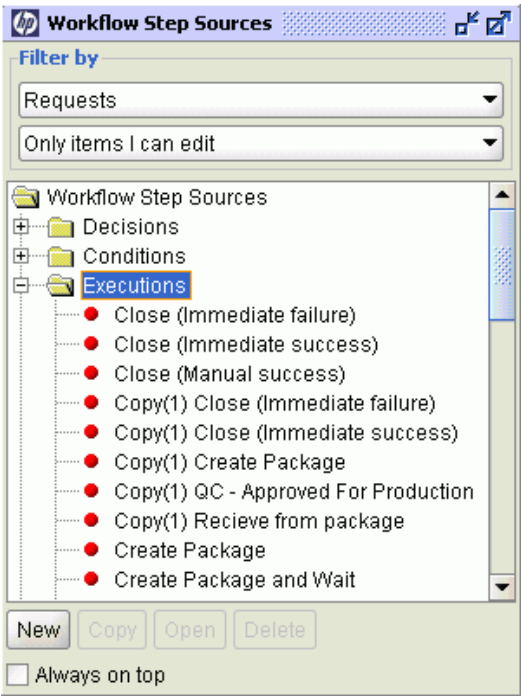 hp Workflow Step Sources
Filter by
Requests
Only items I can edit
Workflow Step Sources
Decisions
Conditions
Executions
Close (Immediate failure)
Close (Immediate success)
Close (Manual success)
Copy(1) Close (Immediate failure)
Copy(1) Close (Immediate success)
Copy(1) Create Package
Copy(1) QC - Approved For Production
Copy(1) Recieve from package
Create Package
Create Package and Wait
New Copy Open Delete
Always on top